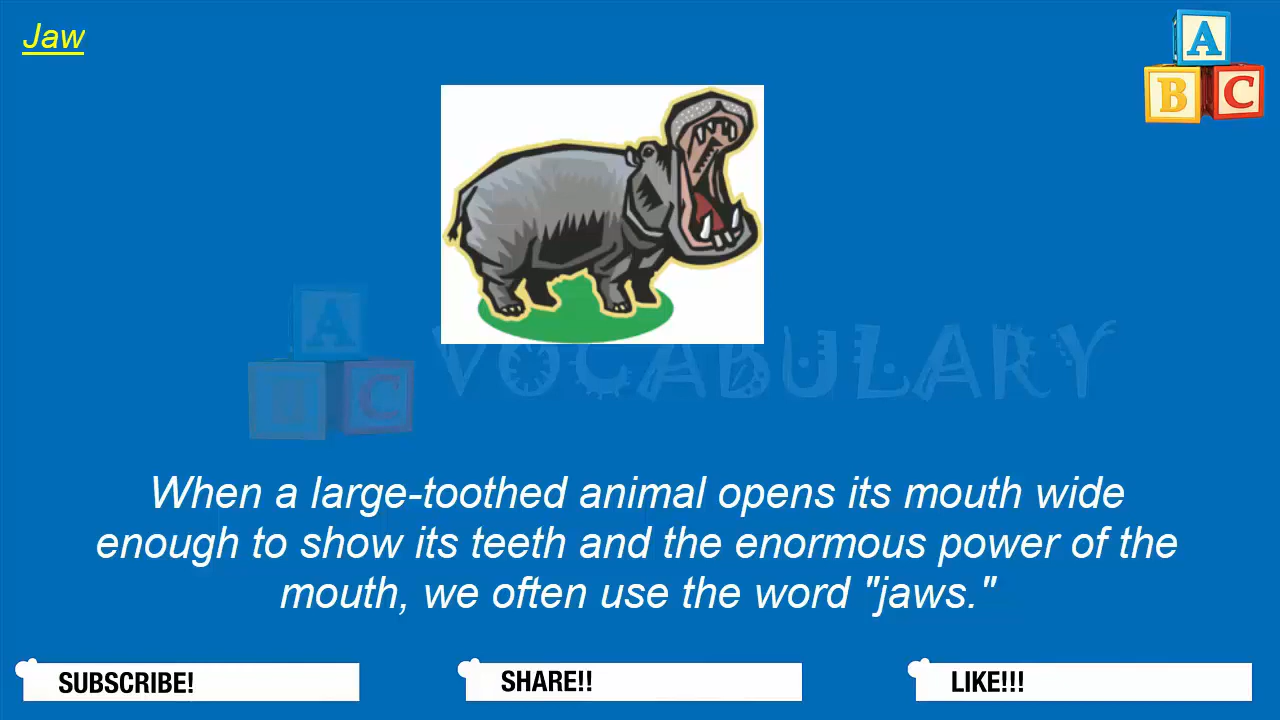 Jaw
A
B C
A
B C
VOCABULARY
When a large-toothed animal opens its mouth wide
enough to show its teeth and the enormous power of the
mouth, we often use the word "jaws."
SUBSCRIBE!
SHARE!!
LIKE!!!